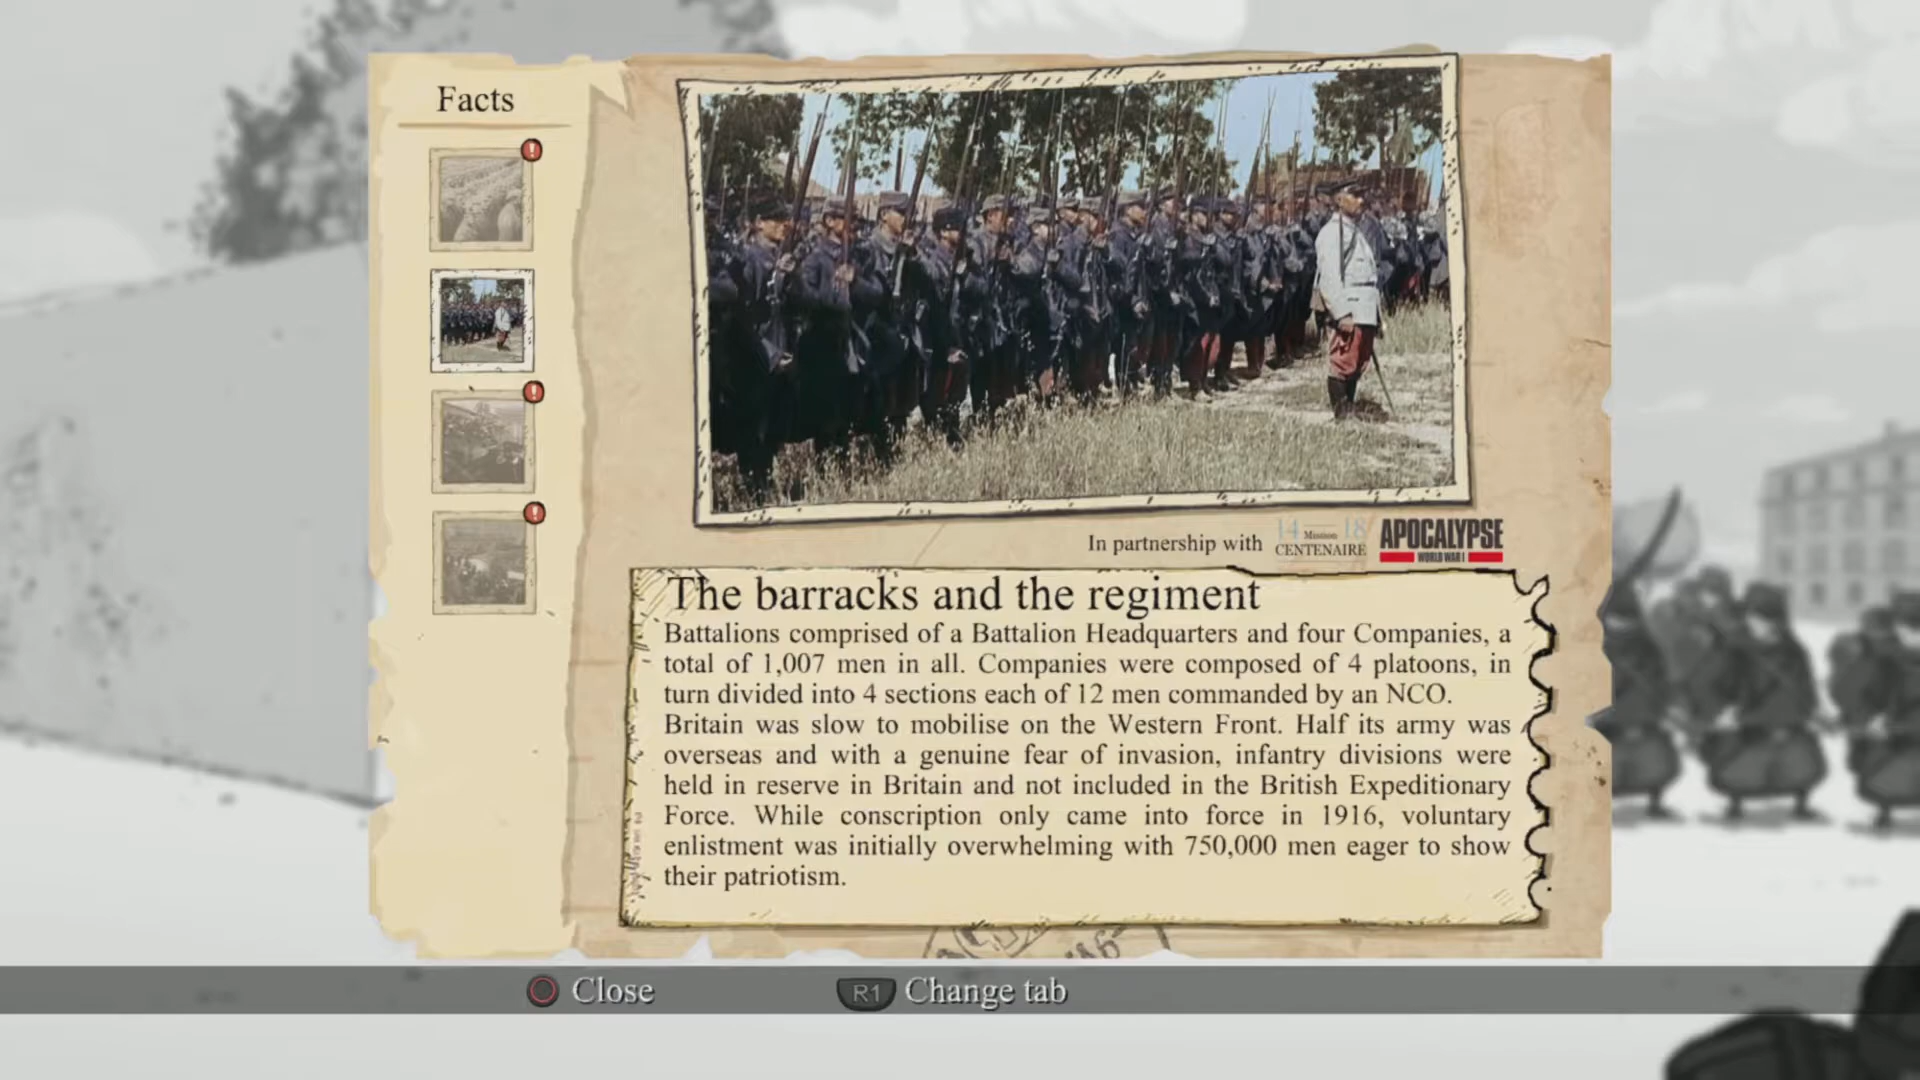 Facts
In partnership with
14 Mission 18
CENTENAIRE
APOCALYPSE
WORLD WAR I
The barracks and the regiment
Battalions comprised of a Battalion Headquarters and four Companies, a
total of 1,007 men in all. Companies were composed of 4 platoons, in
turn divided into 4 sections each of 12 men commanded by an NCO.
Britain was slow to mobilise on the Western Front. Half its army was
overseas and with a genuine fear of invasion, infantry divisions were
held in reserve in Britain and not included in the British Expeditionary
Force. While conscription only came into force in 1916, voluntary
enlistment was initially overwhelming with 750,000 men eager to show
their patriotism.
Close
R1 Change tab